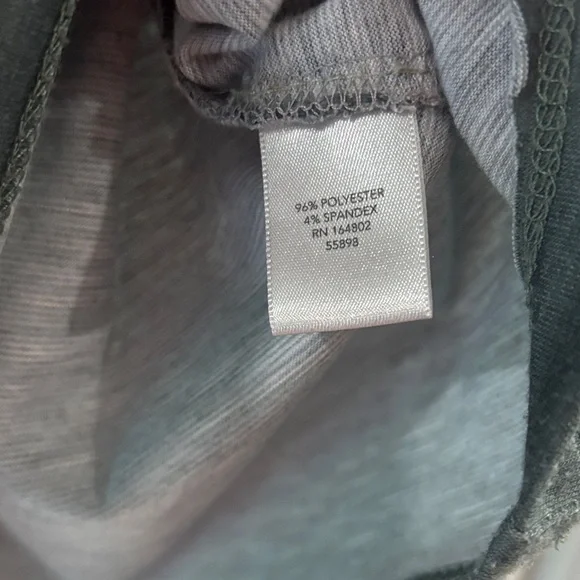 96% POLYESTER
4% SPANDEX
RN 164802
55898